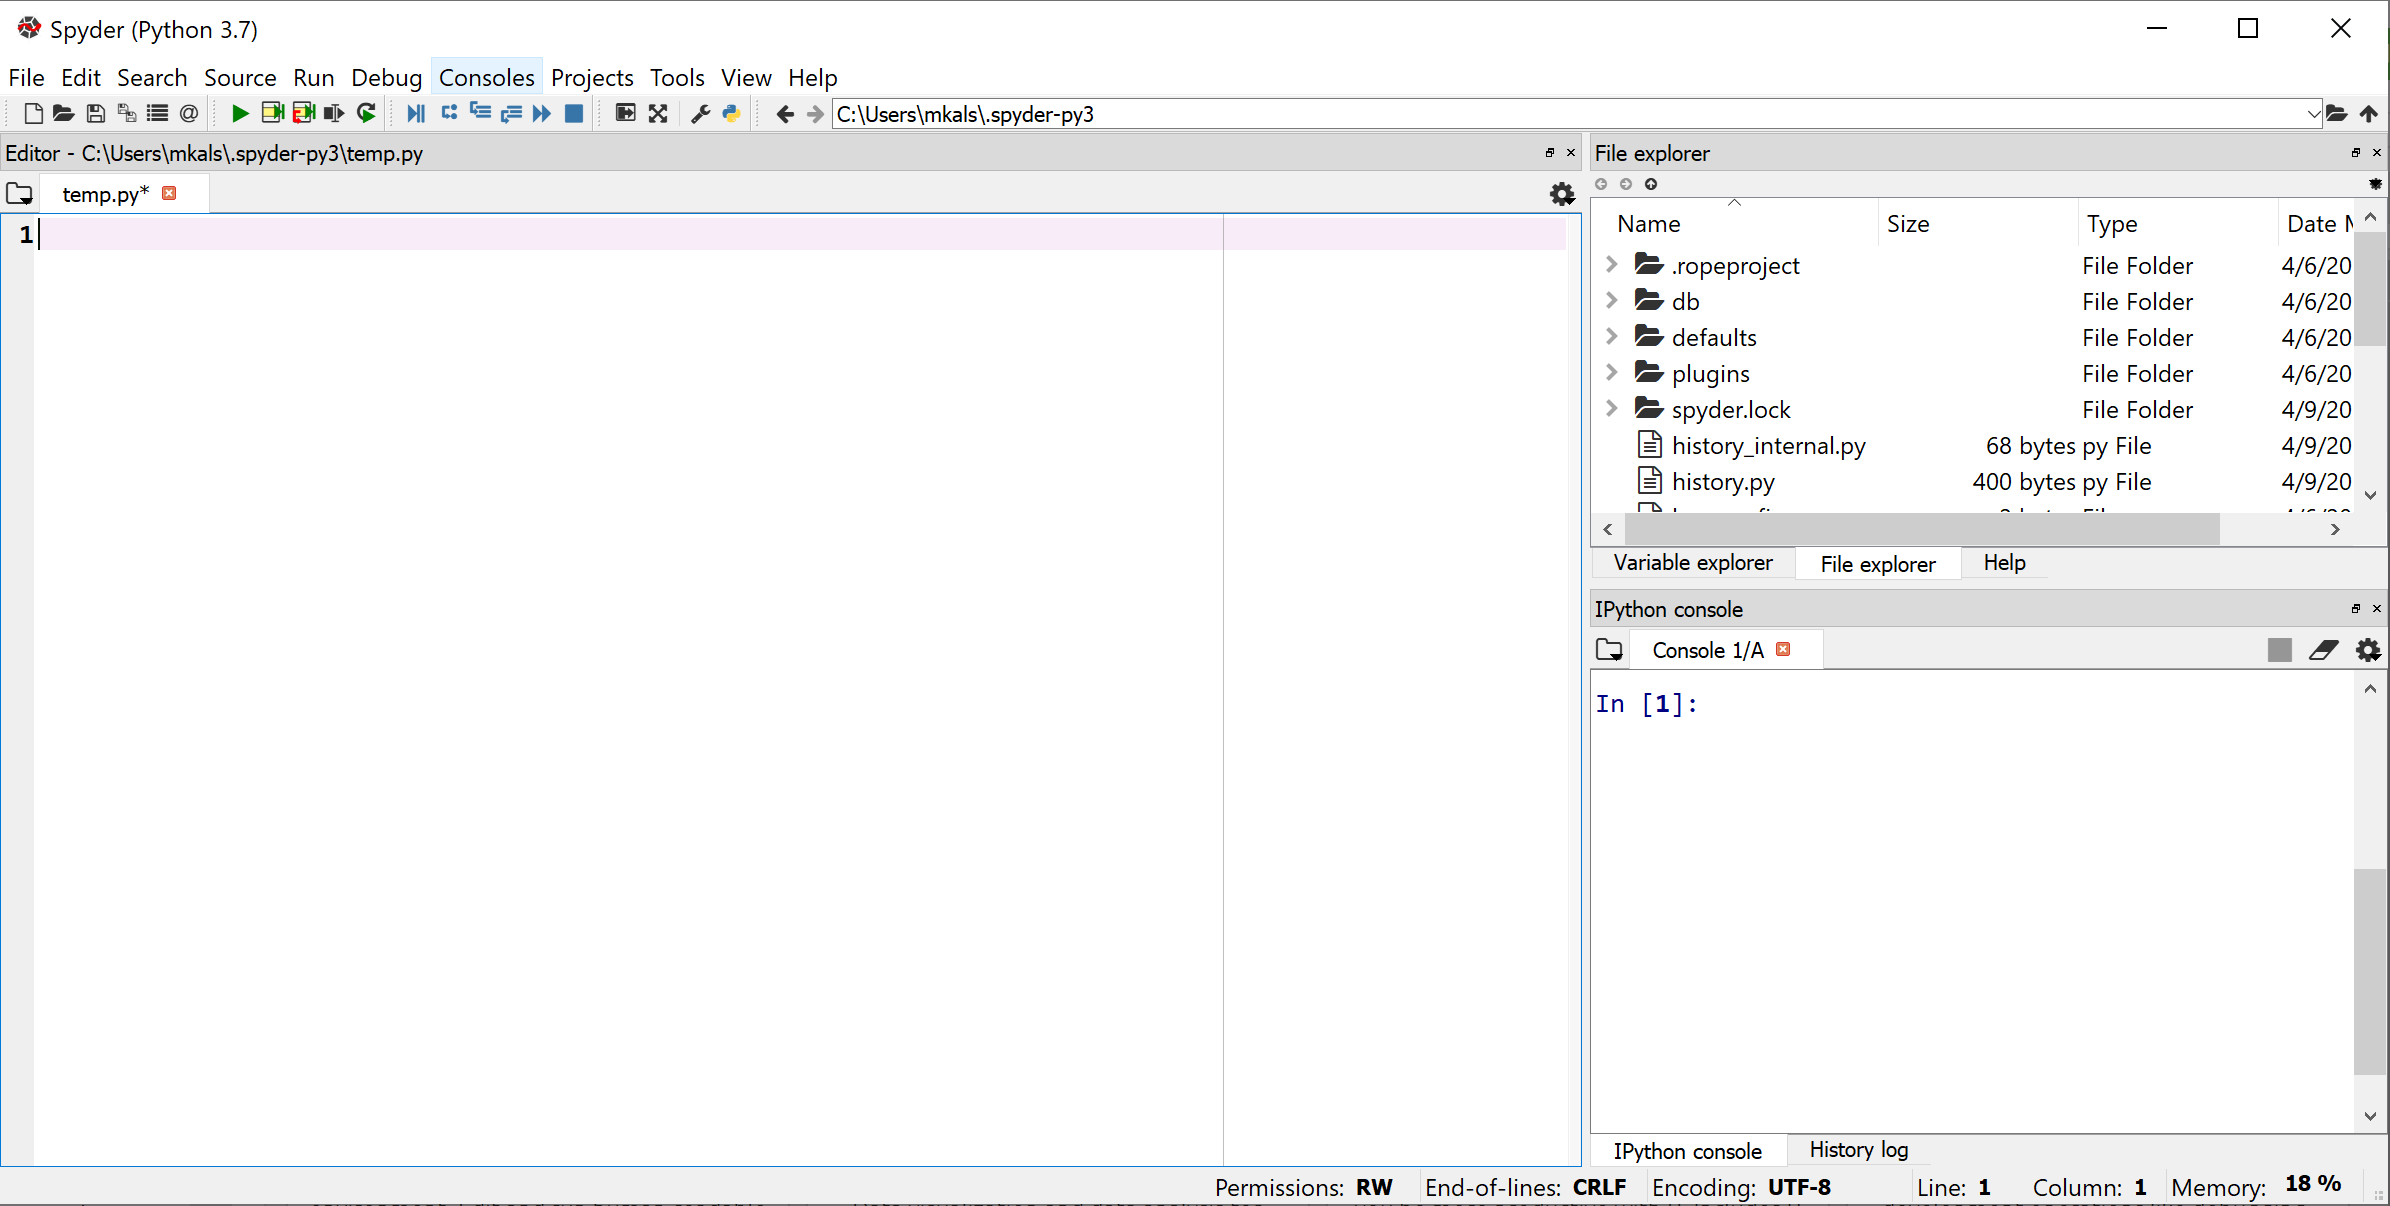 Spyder (Python 3.7)
File Edit Search Source Run Debug Consoles Projects Tools View Help
C:\Users\mkals\.spyder-py3
Editor - C:\Users\mkals\.spyder-py3\temp.py
temp.py*
1
File explorer
Name Size Type Date M
.ropeproject File Folder 4/6/20
db File Folder 4/6/20
defaults File Folder 4/6/20
plugins File Folder 4/6/20
spyder.lock File Folder 4/9/20
history_internal.py 68 bytes py File 4/9/20
history.py 400 bytes py File 4/9/20
Variable explorer File explorer Help
IPython console
Console 1/A
In [1]:
IPython console History log
Permissions: RW End-of-lines: CRLF Encoding: UTF-8 Line: 1 Column: 1 Memory: 18 %